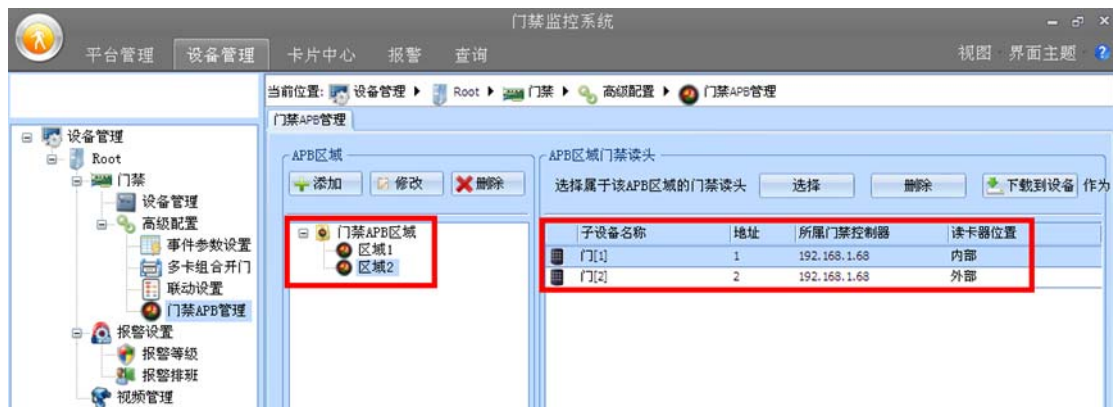 门禁监控系统
平台管理 设备管理 卡片中心 报警 查询 视图 界面主题
当前位置: 设备管理 Root 门禁 高级配置 门禁APB管理
门禁APB管理
设备管理
Root
门禁
设备管理
高级配置
事件参数设置
多卡组合开门
联动设置
门禁APB管理
报警设置
报警等级
报警排班
视频管理
APB区域
添加 修改 删除
门禁APB区域
区域1
区域2
APB区域门禁读头
选择属于该APB区域的门禁读头 选择 删除 下载到设备 作为
子设备名称 地址 所属门禁控制器 读卡器位置
门[1] 1 192.168.1.68 内部
门[2] 2 192.168.1.68 外部